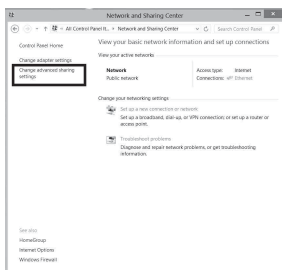 Network and Sharing Center
« All Control Panel It... › Network and Sharing Center
Search Control Panel
Control Panel Home
Change adapter settings
Change advanced sharing
settings
View your basic network information and set up connections
View your active networks
Network
Public network
Access type: Internet
Connections: Ethernet
Change your networking settings
Set up a new connection or network
Set up a broadband, dial-up, or VPN connection; or set up a router or
access point.
Troubleshoot problems
Diagnose and repair network problems, or get troubleshooting
information.
See also
HomeGroup
Internet Options
Windows Firewall